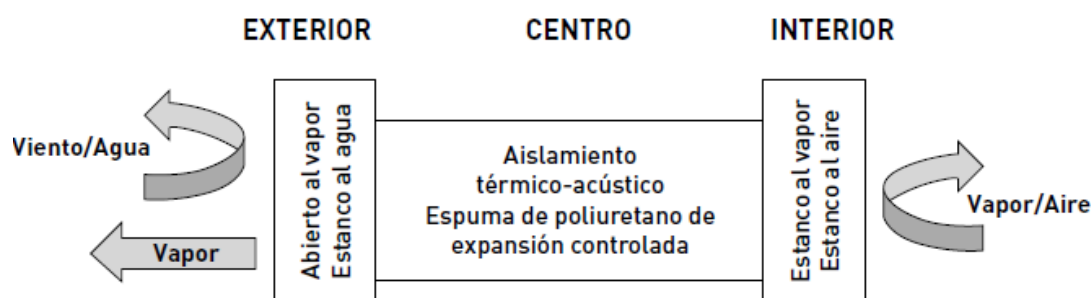 EXTERIOR
CENTRO
INTERIOR
Viento/Agua
Vapor
Abierto al vapor
Estanco al agua
Aislamiento
térmico-acústico
Espuma de poliuretano de
expansión controlada
Estanco al vapor
Estanco al aire
Vapor/Aire